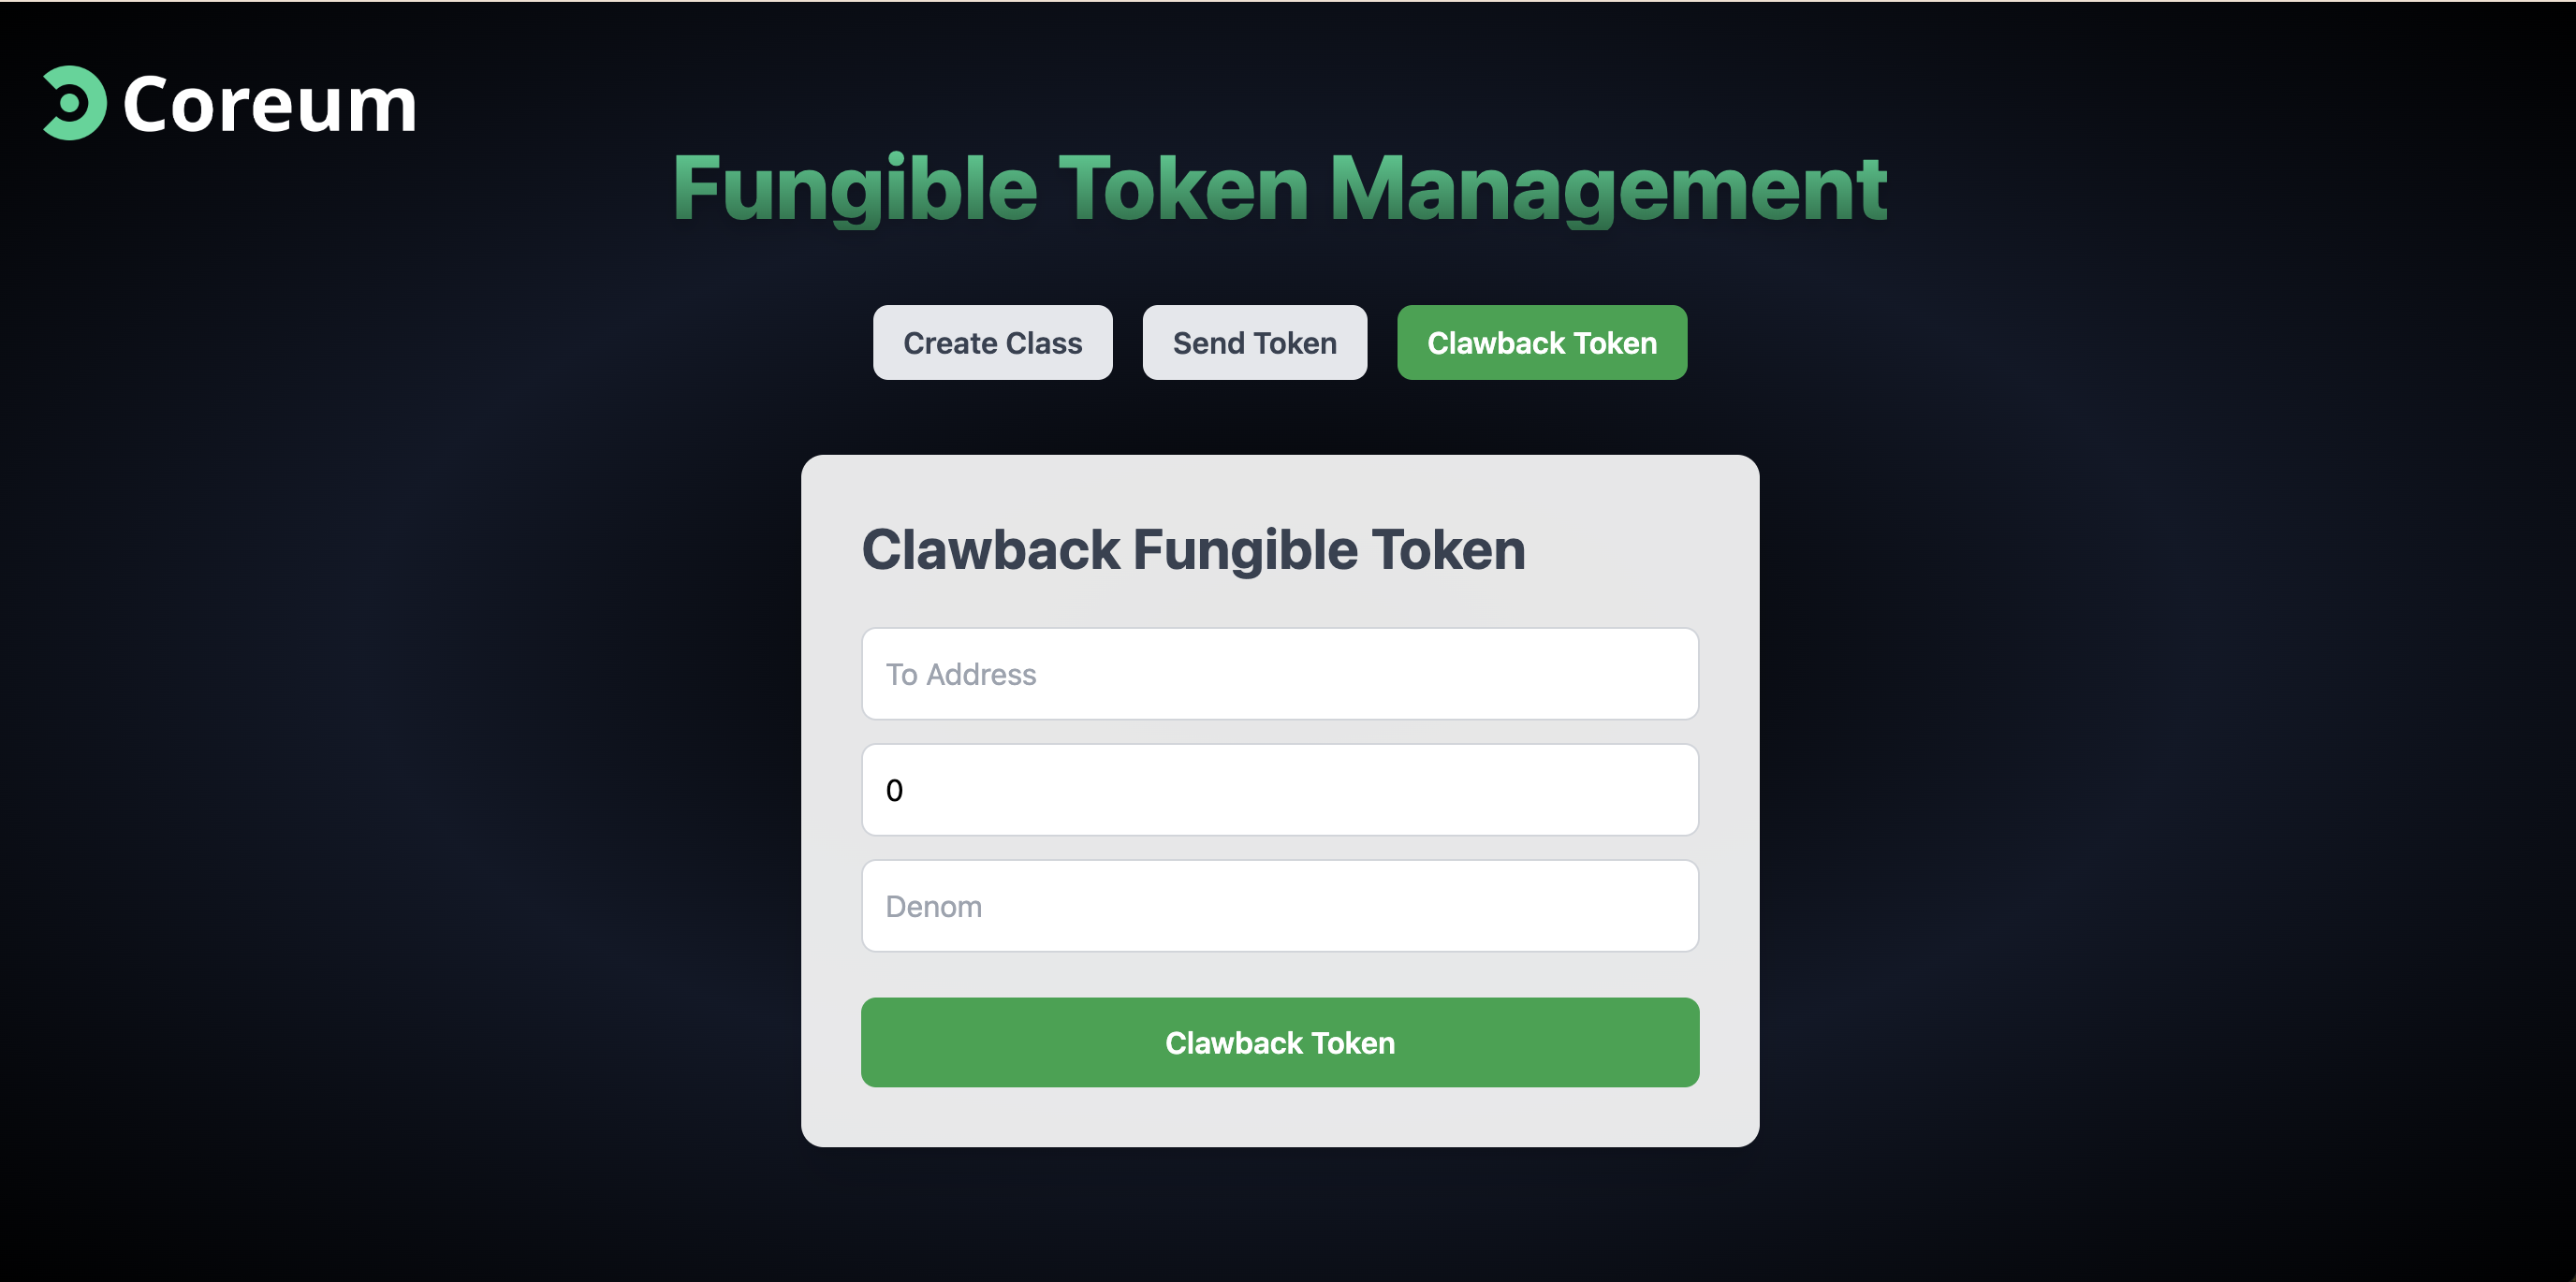 Coreum
Fungible Token Management
Create Class Send Token Clawback Token
Clawback Fungible Token
To Address
0
Denom
Clawback Token